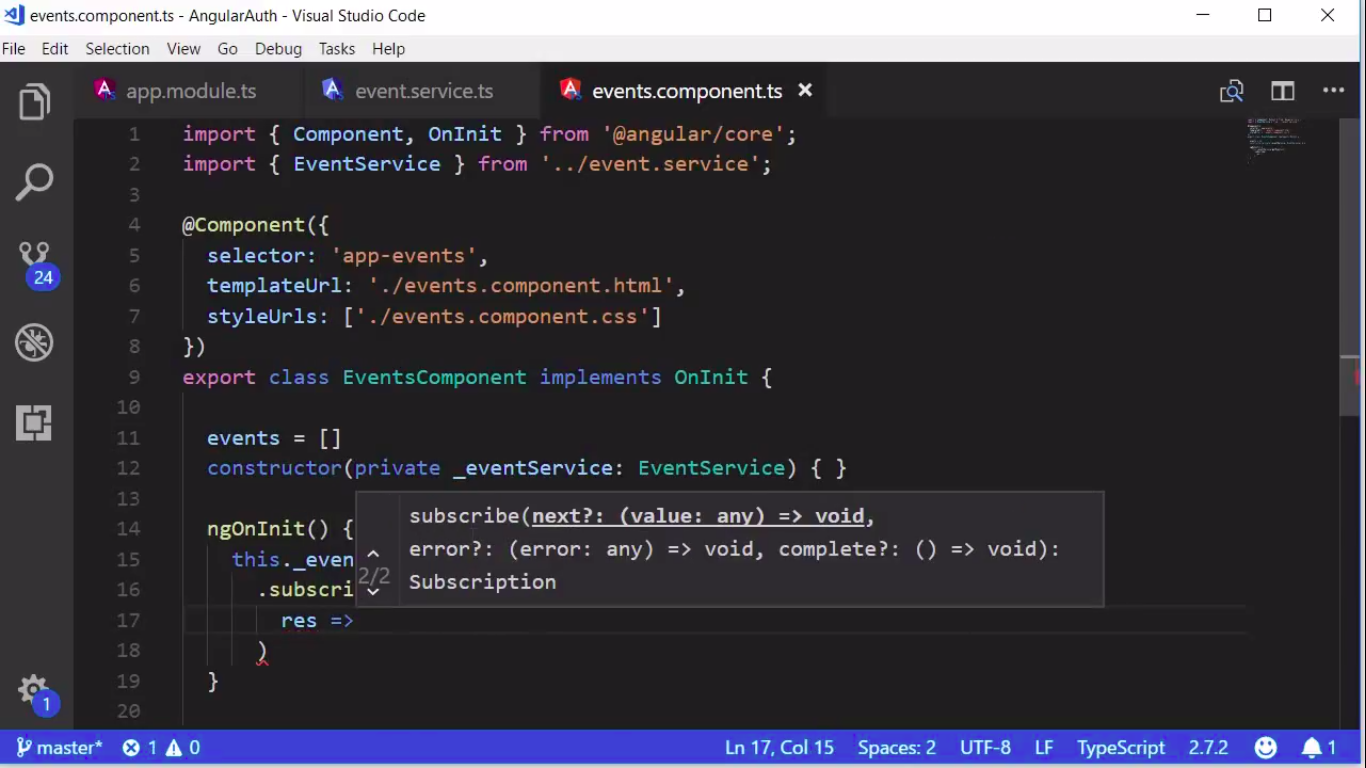 events.component.ts - AngularAuth - Visual Studio Code
File Edit Selection View Go Debug Tasks Help
app.module.ts event.service.ts events.component.ts
1 import { Component, OnInit } from '@angular/core';
2 import { EventService } from '../event.service';
3
4 @Component({
5 selector: 'app-events',
6 templateUrl: './events.component.html',
7 styleUrls: ['./events.component.css']
8 })
9 export class EventsComponent implements OnInit {
10
11 events = []
12 constructor(private _eventService: EventService) { }
13
subscribe(next?: (value: any) => void,
14 ngOnInit() {
error?: (error: any) => void, complete?: () => void):
15 this._even
2/2 Subscription
16 .subscri
17 res =>
18 )
19 }
20
24
1
master* 1 0 Ln 17, Col 15 Spaces: 2 UTF-8 LF TypeScript 2.7.2 1